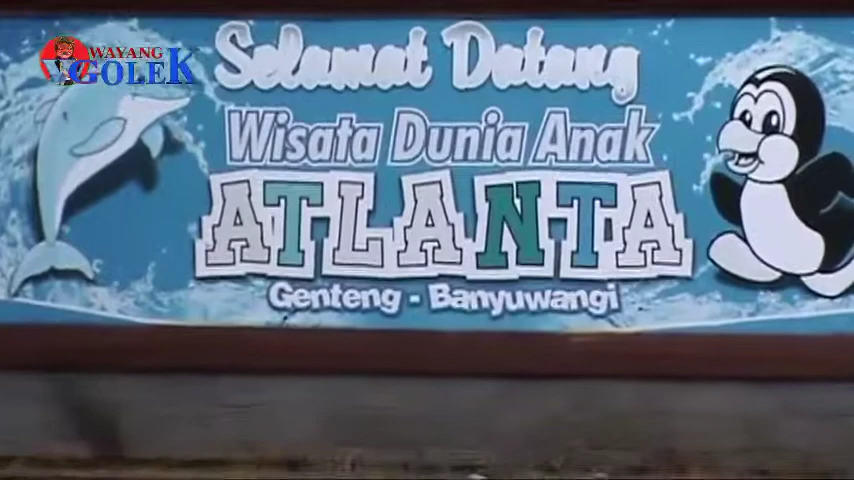 WAYANG
GOLEK
Selamat Datang
Wisata Dunia Anak
ATLANTA
Genteng - Banyuwangi